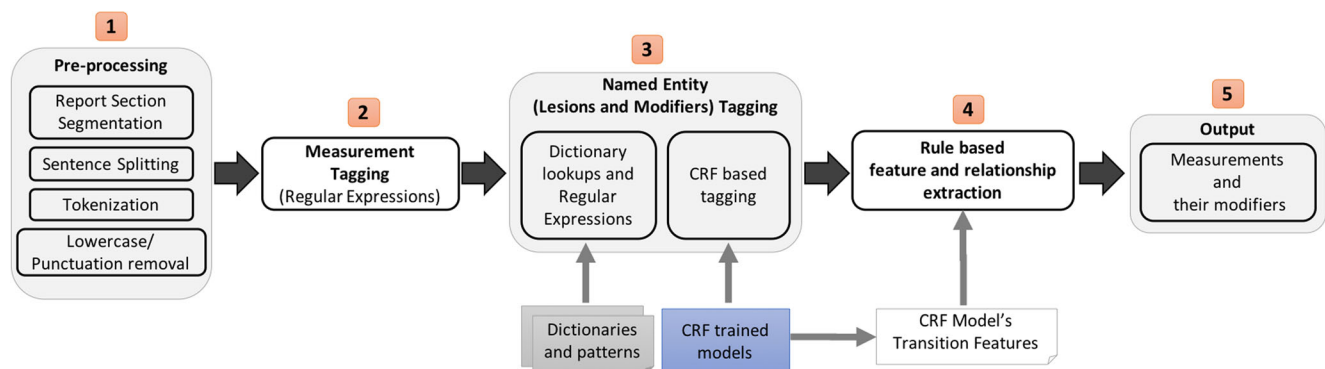 1
Pre-processing
Report Section
Segmentation
Sentence Splitting
Tokenization
Lowercase/
Punctuation removal
2
Measurement
Tagging
(Regular Expressions)
3
Named Entity
(Lesions and Modifiers) Tagging
Dictionary
lookups and
Regular
Expressions
CRF based
tagging
Dictionaries
and patterns
CRF trained
models
4
Rule based
feature and relationship
extraction
CRF Model's
Transition Features
5
Output
Measurements
and
their modifiers